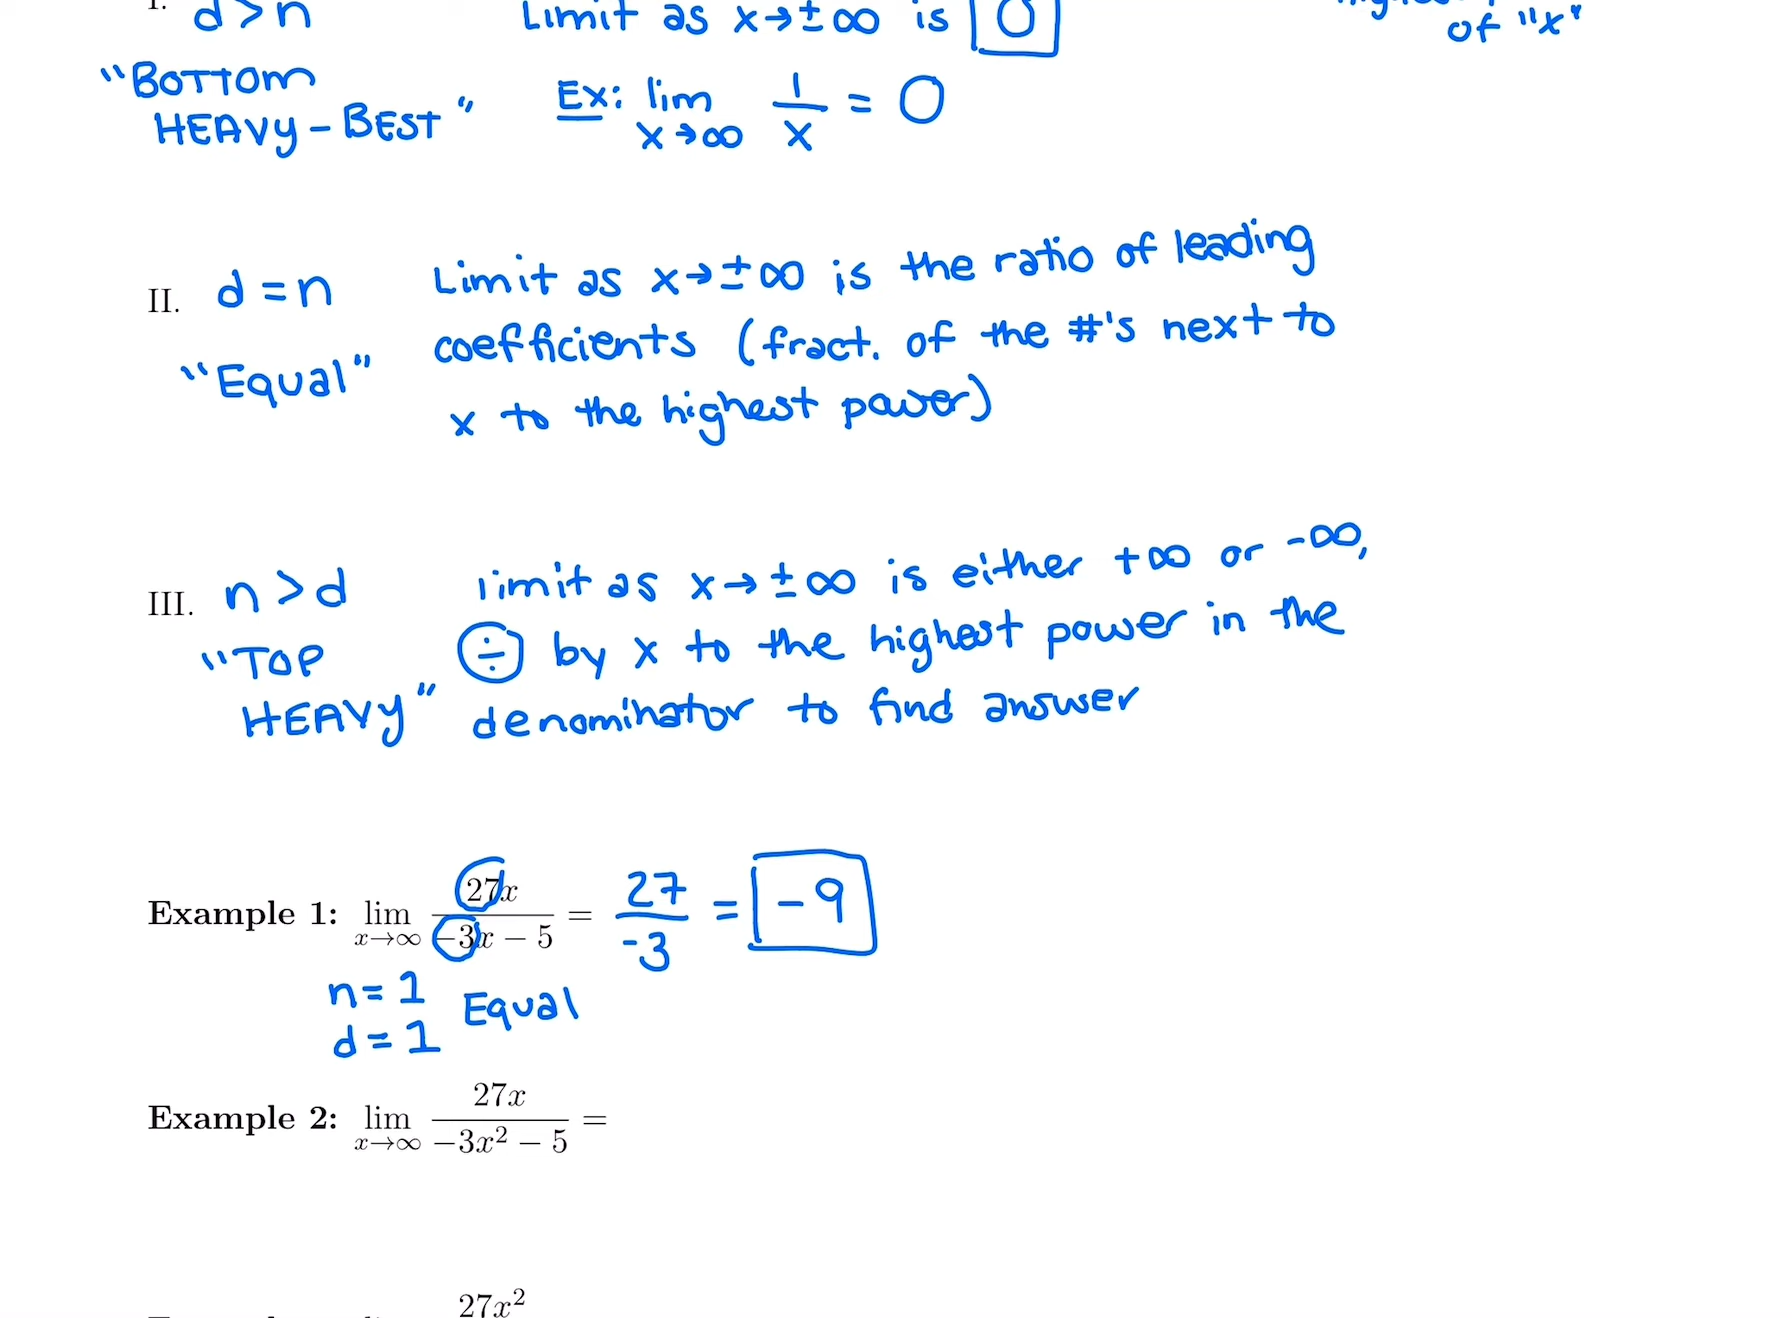 I. d>n Limit as x→±∞ is 0
of "x"
"BOTTOM
HEAVY-BEST" Ex: lim x→∞ 1/x = 0
II. d=n Limit as x→±∞ is the ratio of leading
"Equal" coefficients (fract. of the #'s next to
x to the highest power)
III. n>d limit as x→±∞ is either +∞ or -∞,
"TOP ÷ by x to the highest power in the
HEAVY" denominator to find answer
Example 1: lim x→∞ 27x/(−3x − 5) = 27/-3 = -9
n=1
d=1 Equal
Example 2: lim x→∞ 27x/(−3x² − 5) =
27x²